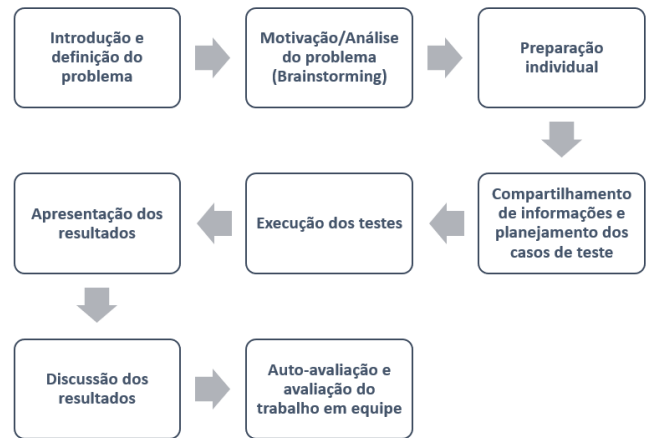 Introdução e
definição do
problema
Motivação/Análise
do problema
(Brainstorming)
Preparação
individual
Compartilhamento
de informações e
planejamento dos
casos de teste
Execução dos testes
Apresentação dos
resultados
Discussão dos
resultados
Auto-avaliação e
avaliação do
trabalho em equipe